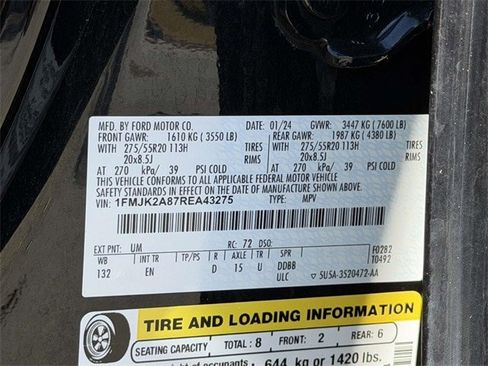 MFD. BY FORD MOTOR CO. DATE: 01/24 GVWR: 3447 KG ( 7600 LB)
FRONT GAWR: 1610 KG ( 3550 LB) REAR GAWR: 1987 KG ( 4380 LB)
WITH 275/55R20 113H TIRES WITH 275/55R20 113H TIRES
20x8.5J RIMS 20x8.5J RIMS
AT 270 kPa/ 39 PSI COLD AT 270 kPa/ 39 PSI COLD
THIS VEHICLE CONFORMS TO ALL APPLICABLE FEDERAL MOTOR VEHICLE
SAFETY STANDARDS IN EFFECT ON THE DATE OF MANUFACTURE SHOWN ABOVE.
VIN: 1FMJK2A87REA43275 TYPE: MPV
EXT PNT: UM RC: 72 DSO: F0282
WB INT TR TP/PS R AXLE TR SPR T0492
132 EN D 15 U DDBB
ULC 5U5A-3520472-AA
TIRE AND LOADING INFORMATION
SEATING CAPACITY TOTAL: 8 FRONT: 2 REAR: 6
of occupants 644 kg or 1420 lbs.